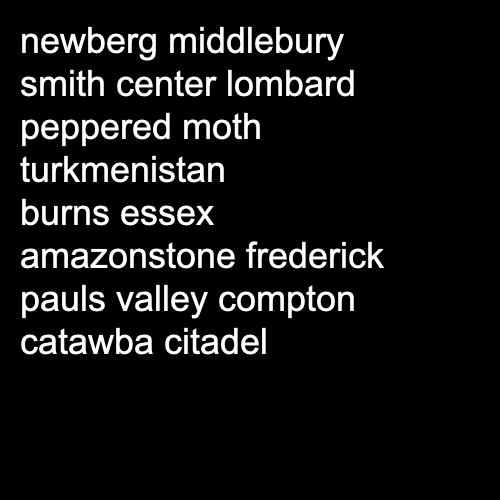 newberg middlebury
smith center lombard
peppered moth
turkmenistan
burns essex
amazonstone frederick
pauls valley compton
catawba citadel